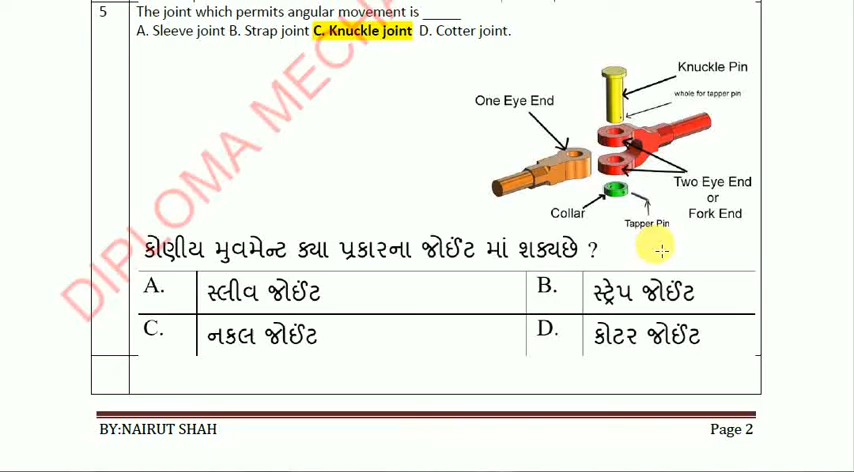 5 The joint which permits angular movement is _____
A. Sleeve joint B. Strap joint C. Knuckle joint D. Cotter joint.
Knuckle Pin
whole for tapper pin
One Eye End
Two Eye End
or
Fork End
Collar
Tapper Pin
કોણીય મુવમેન્ટ ક્યા પ્રકારના જોઈંટ માં શક્યછે ?
A. સ્લીવ જોઈંટ B. સ્ટ્રેપ જોઈંટ
C. નકલ જોઈંટ D. કોટર જોઈંટ
DIPLOMA MECHA
BY:NAIRUT SHAH Page 2